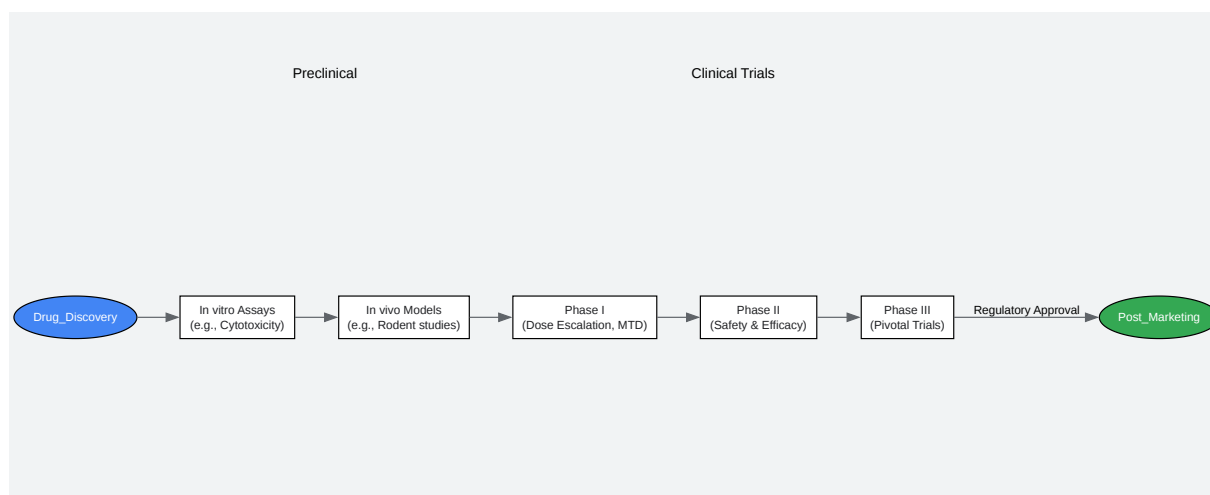 Preclinical
Clinical Trials
Drug_Discovery
In vitro Assays
(e.g., Cytotoxicity)
In vivo Models
(e.g., Rodent studies)
Phase I
(Dose Escalation, MTD)
Phase II
(Safety & Efficacy)
Phase III
(Pivotal Trials)
Regulatory Approval
Post_Marketing